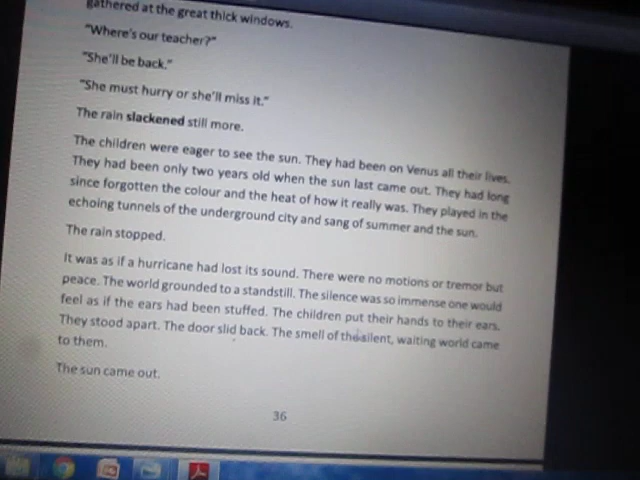 gathered at the great thick windows.
"Where's our teacher?"
"She'll be back."
"She must hurry or she'll miss it."
The rain slackened still more.
The children were eager to see the sun. They had been on Venus all their lives.
They had been only two years old when the sun last came out. They had long
since forgotten the colour and the heat of how it really was. They played in the
echoing tunnels of the underground city and sang of summer and the sun.
The rain stopped.
It was as if a hurricane had lost its sound. There were no motions or tremor but
peace. The world grounded to a standstill. The silence was so immense one would
feel as if the ears had been stuffed. The children put their hands to their ears.
They stood apart. The door slid back. The smell of the silent, waiting world came
to them.
The sun came out.
36